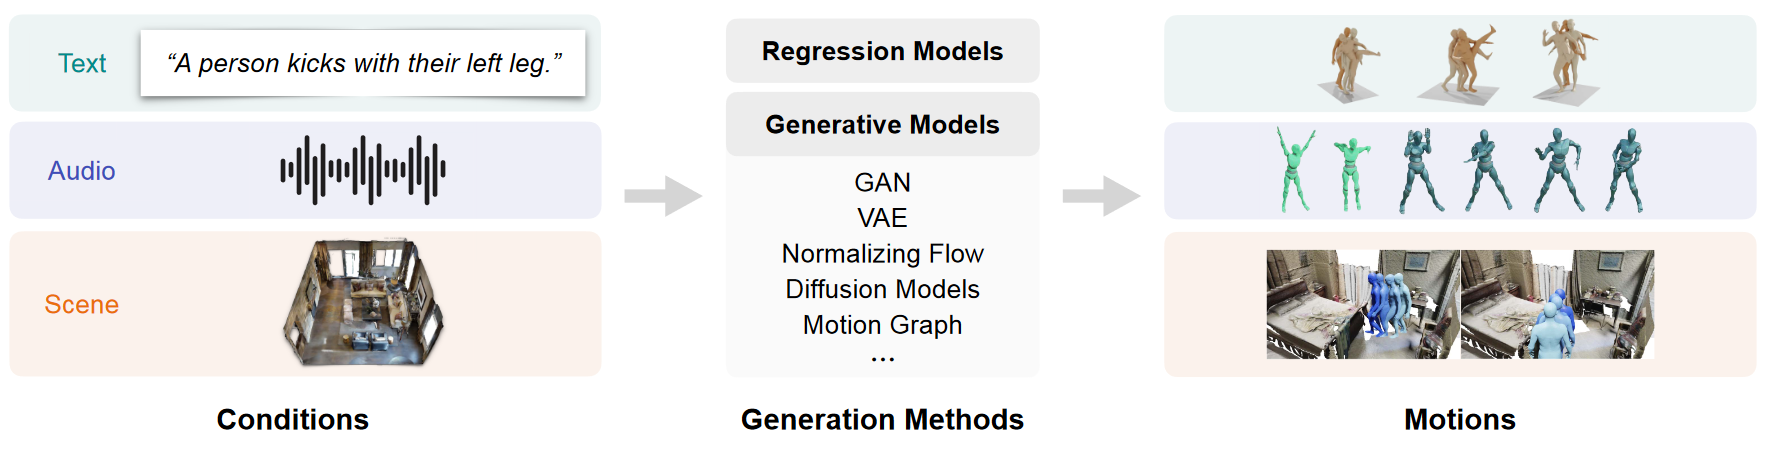 Text
“A person kicks with their left leg.”
Audio
Scene
Conditions
Regression Models
Generative Models
GAN
VAE
Normalizing Flow
Diffusion Models
Motion Graph
...
Generation Methods
Motions